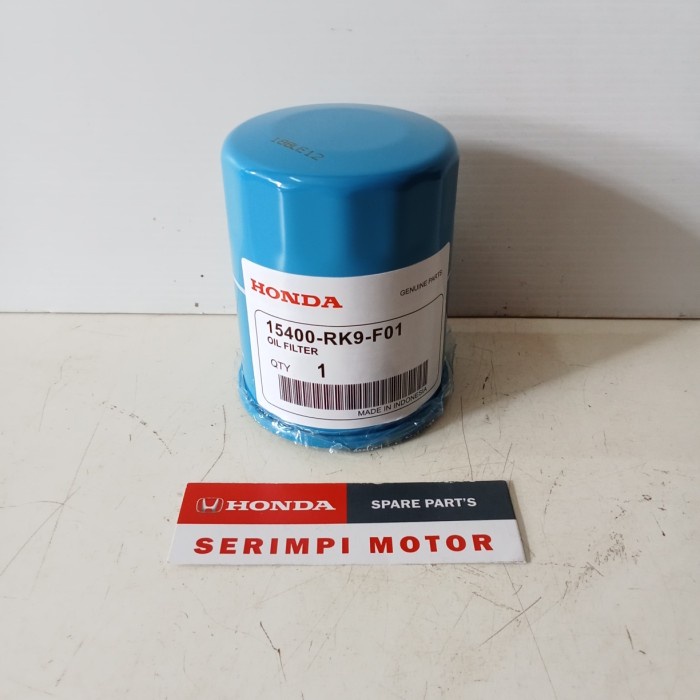 HONDA
GENUINE PARTS
15400-RK9-F01
OIL FILTER
QTY 1
MADE IN INDONESIA
HONDA SPARE PART'S
SERIMPI MOTOR